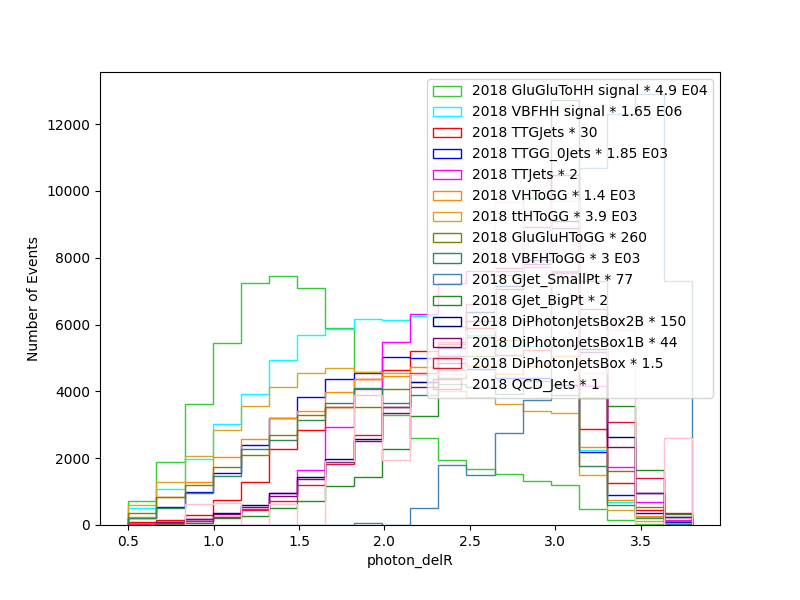 2018 GluGluToHH signal * 4.9 E04
2018 VBFHH signal * 1.65 E06
2018 TTGJets * 30
2018 TTGG_0Jets * 1.85 E03
2018 TTJets * 2
2018 VHToGG * 1.4 E03
2018 ttHToGG * 3.9 E03
2018 GluGluHToGG * 260
2018 VBFHToGG * 3 E03
2018 GJet_SmallPt * 77
2018 GJet_BigPt * 2
2018 DiPhotonJetsBox2B * 150
2018 DiPhotonJetsBox1B * 44
2018 DiPhotonJetsBox * 1.5
2018 QCD_Jets * 1
12000
10000
8000
6000
4000
2000
0
Number of Events
0.5 1.0 1.5 2.0 2.5 3.0 3.5
photon_delR